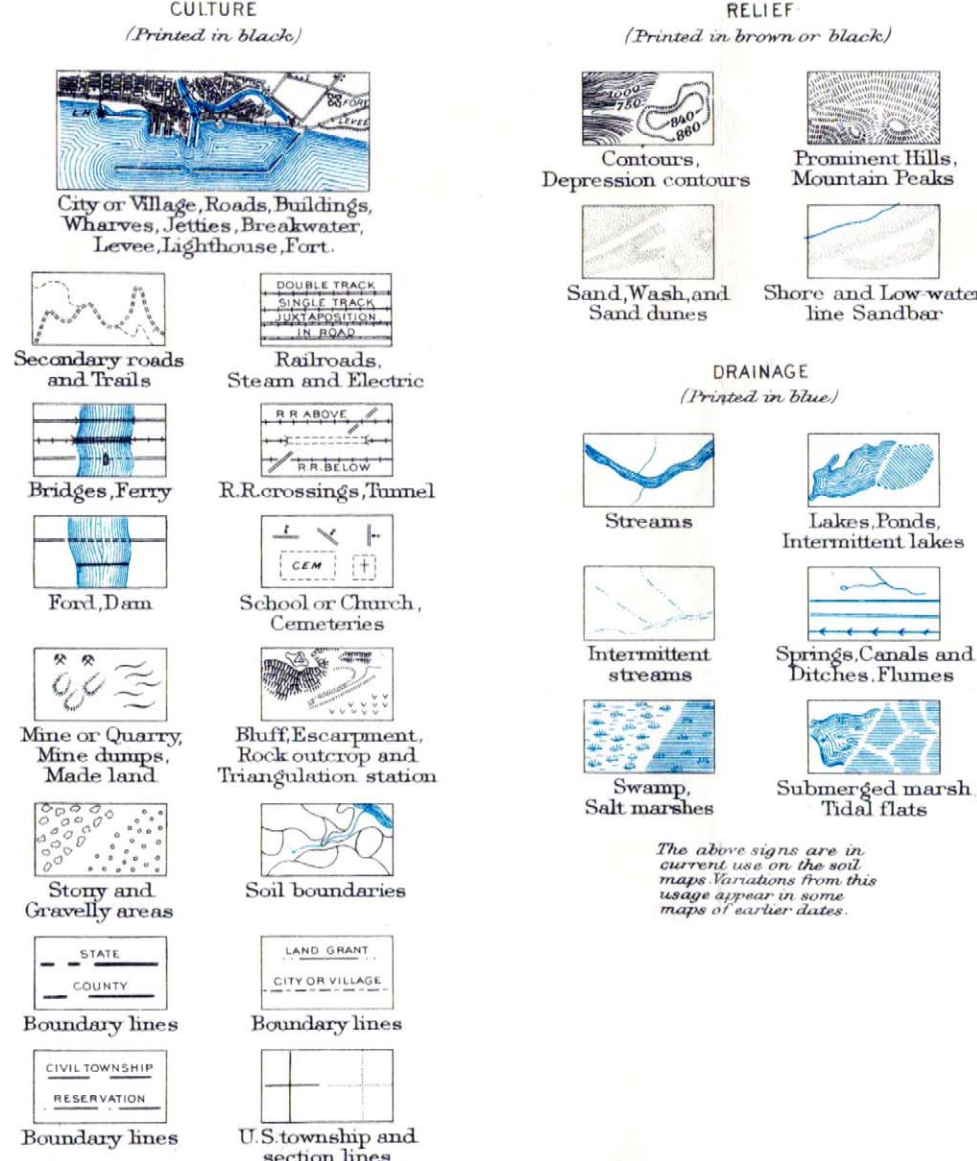 CULTURE
(Printed in black)
L.H
FORT
LEVEE
City or Village, Roads, Buildings,
Wharves, Jetties, Breakwater,
Levee, Lighthouse, Fort.
Secondary roads
and Trails
DOUBLE TRACK
SINGLE TRACK
JUXTAPOSITION
IN ROAD
Railroads,
Steam and Electric
Bridges, Ferry
R.R ABOVE
R.R. BELOW
R.R. crossings, Tunnel
Ford, Dam
CEM
School or Church,
Cemeteries
Mine or Quarry,
Mine dumps,
Made land
Bluff, Escarpment,
Rock outcrop and
Triangulation station
Stony and
Gravelly areas
Soil boundaries
STATE
COUNTY
Boundary lines
LAND GRANT
CITY OR VILLAGE
Boundary lines
CIVIL TOWNSHIP
RESERVATION
Boundary lines
U.S. township and
section lines
RELIEF
(Printed in brown or black)
1000
750
840
860
Contours,
Depression contours
Prominent Hills,
Mountain Peaks
Sand, Wash, and
Sand dunes
Shore and Low-water
line Sandbar
DRAINAGE
(Printed in blue)
Streams
Lakes, Ponds,
Intermittent lakes
Intermittent
streams
Springs, Canals and
Ditches, Flumes
Swamp,
Salt marshes
Submerged marsh
Tidal flats
The above signs are in
current use on the soil
maps. Variations from this
usage appear in some
maps of earlier dates.